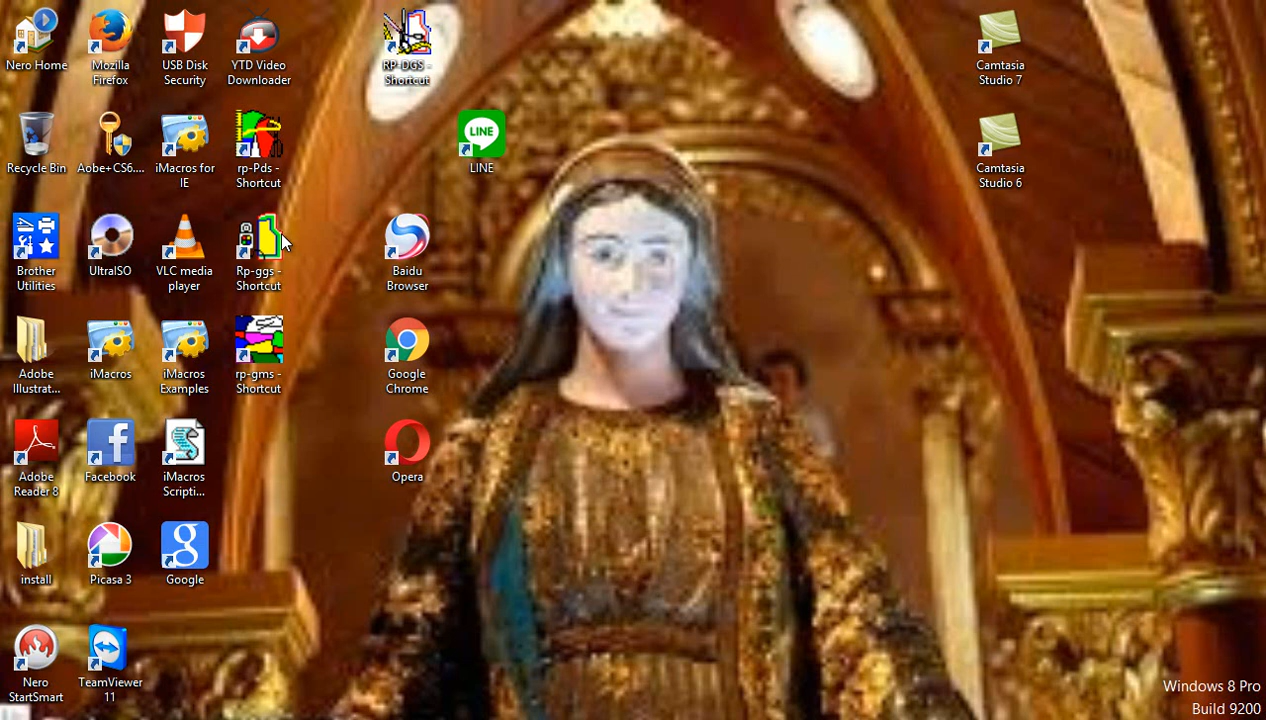 Nero Home
Mozilla
Firefox
USB Disk
Security
YTD Video
Downloader
RP-DGS -
Shortcut
Camtasia
Studio 7
Recycle Bin
Aobe+CS6....
iMacros for
IE
rp-Pds -
Shortcut
LINE
LINE
Camtasia
Studio 6
Brother
Utilities
UltraISO
VLC media
player
Rp-ggs -
Shortcut
Baidu
Browser
Adobe
Illustrat...
iMacros
iMacros
Examples
rp-gms -
Shortcut
Google
Chrome
Adobe
Reader 8
Facebook
iMacros
Scripti...
Opera
install
Picasa 3
Google
Nero
StartSmart
TeamViewer
11
Windows 8 Pro
Build 9200